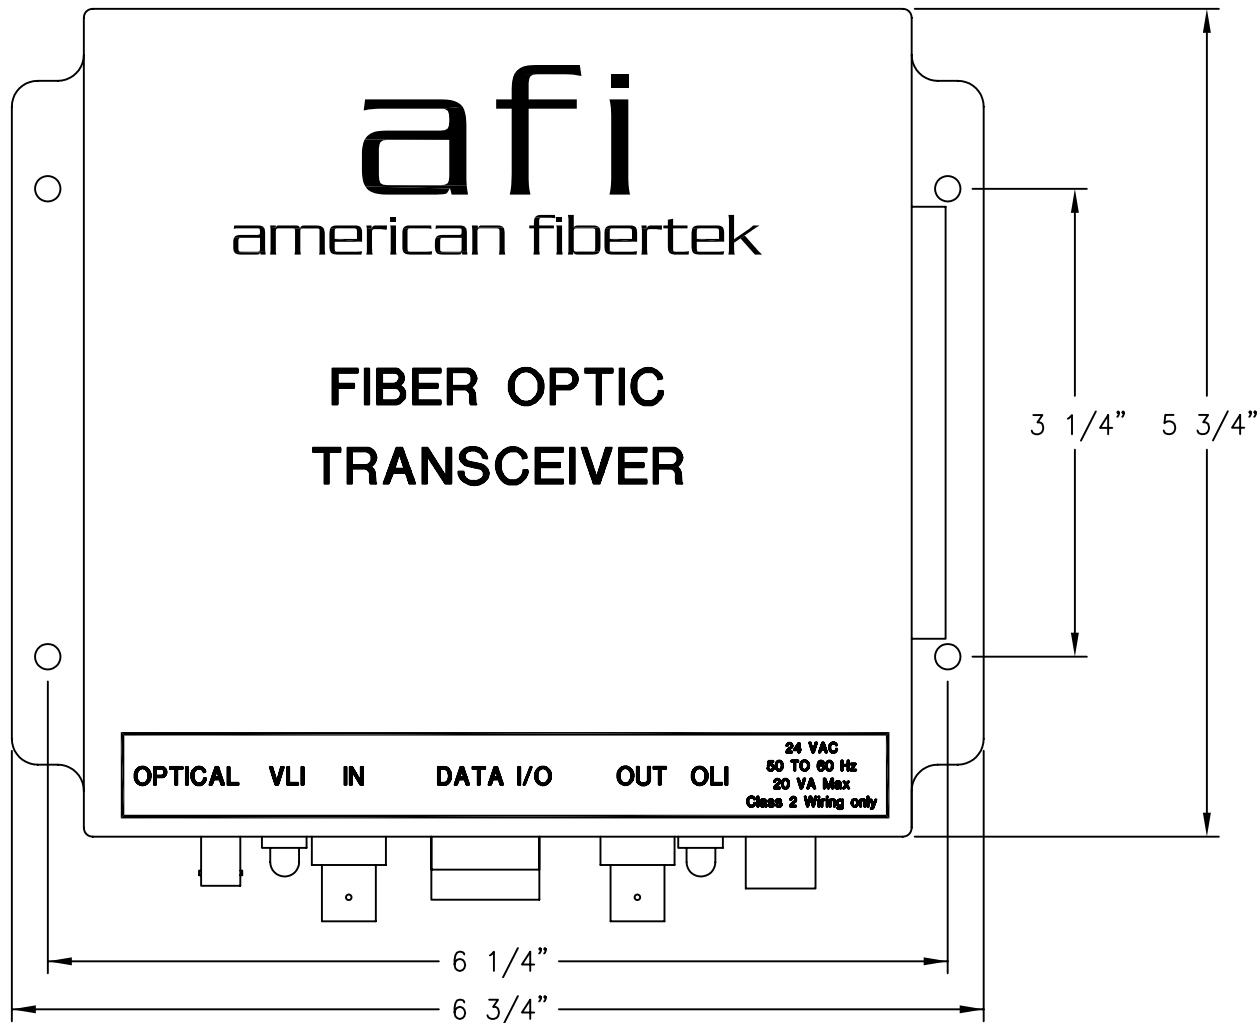 afi
american fibertek
FIBER OPTIC
TRANSCEIVER
3 1/4”
5 3/4”
OPTICAL VLI IN DATA I/O OUT OLI
24 VAC
50 TO 60 Hz
20 VA Max
Class 2 Wiring only
6 1/4”
6 3/4”